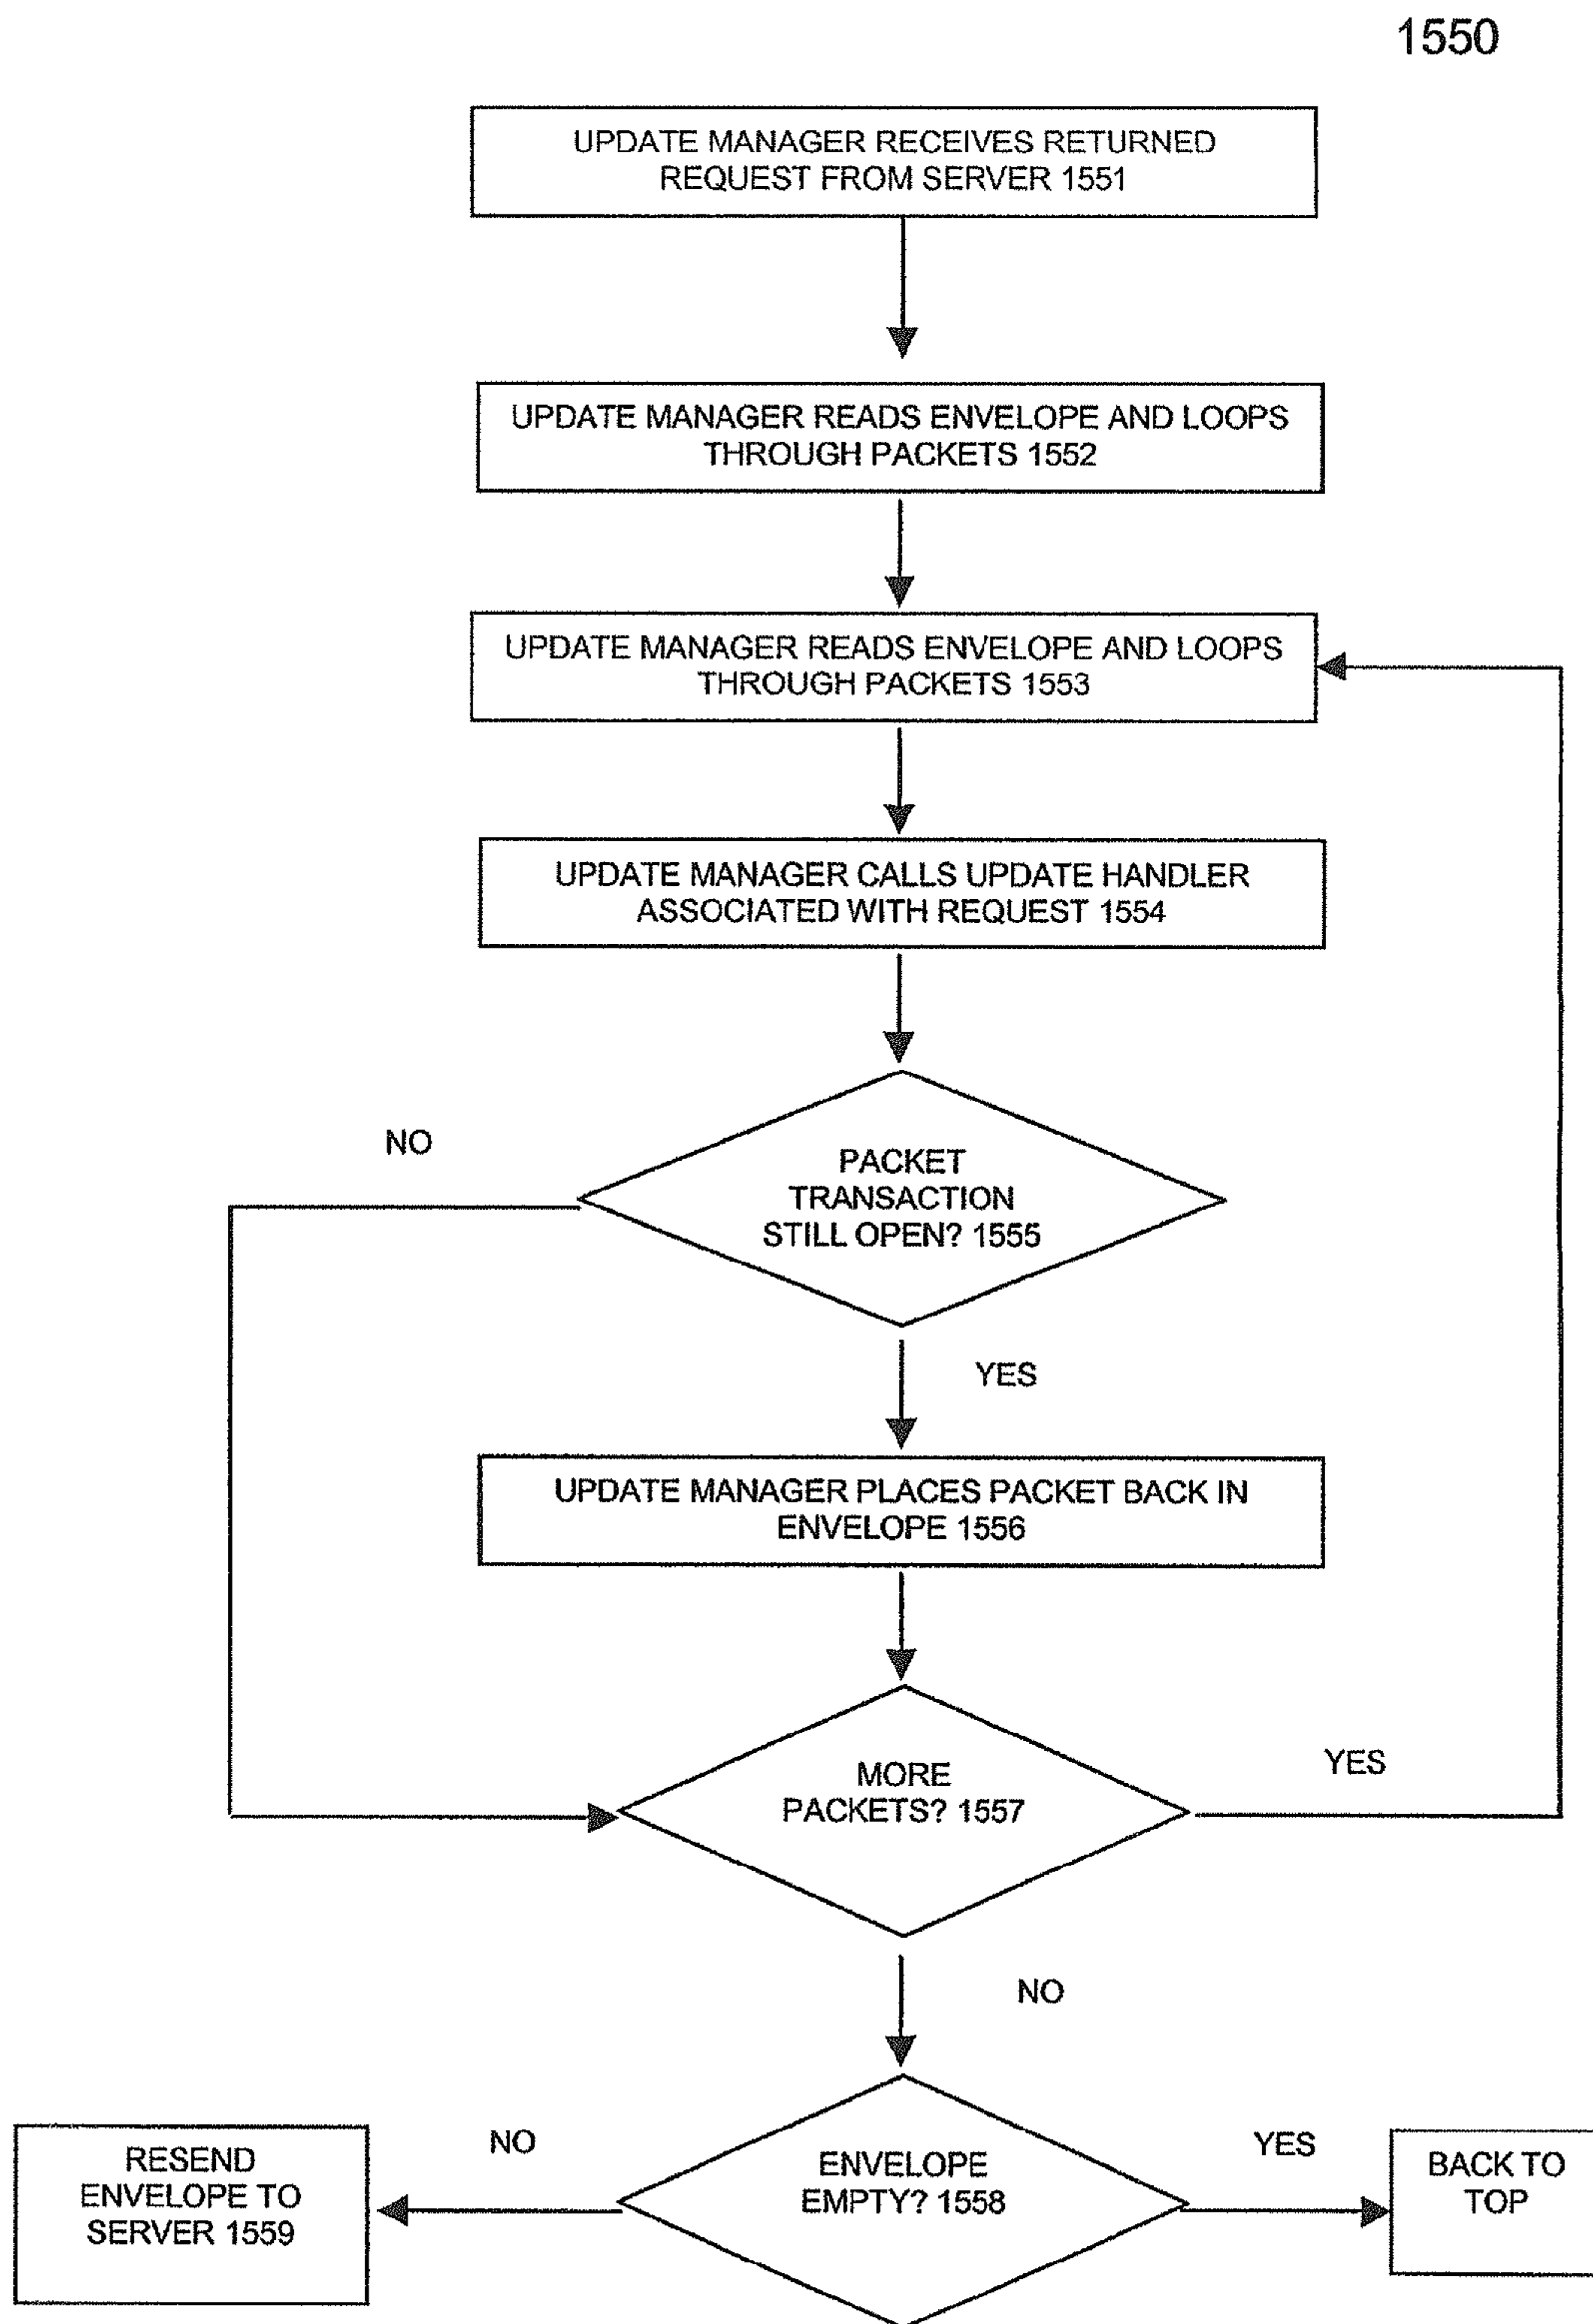 1550
UPDATE MANAGER RECEIVES RETURNED
REQUEST FROM SERVER 1551
UPDATE MANAGER READS ENVELOPE AND LOOPS
THROUGH PACKETS 1552
UPDATE MANAGER READS ENVELOPE AND LOOPS
THROUGH PACKETS 1553
UPDATE MANAGER CALLS UPDATE HANDLER
ASSOCIATED WITH REQUEST 1554
NO
PACKET
TRANSACTION
STILL OPEN? 1555
YES
UPDATE MANAGER PLACES PACKET BACK IN
ENVELOPE 1556
MORE
PACKETS? 1557
YES
NO
RESEND
ENVELOPE TO
SERVER 1559
NO
ENVELOPE
EMPTY? 1558
YES
BACK TO
TOP